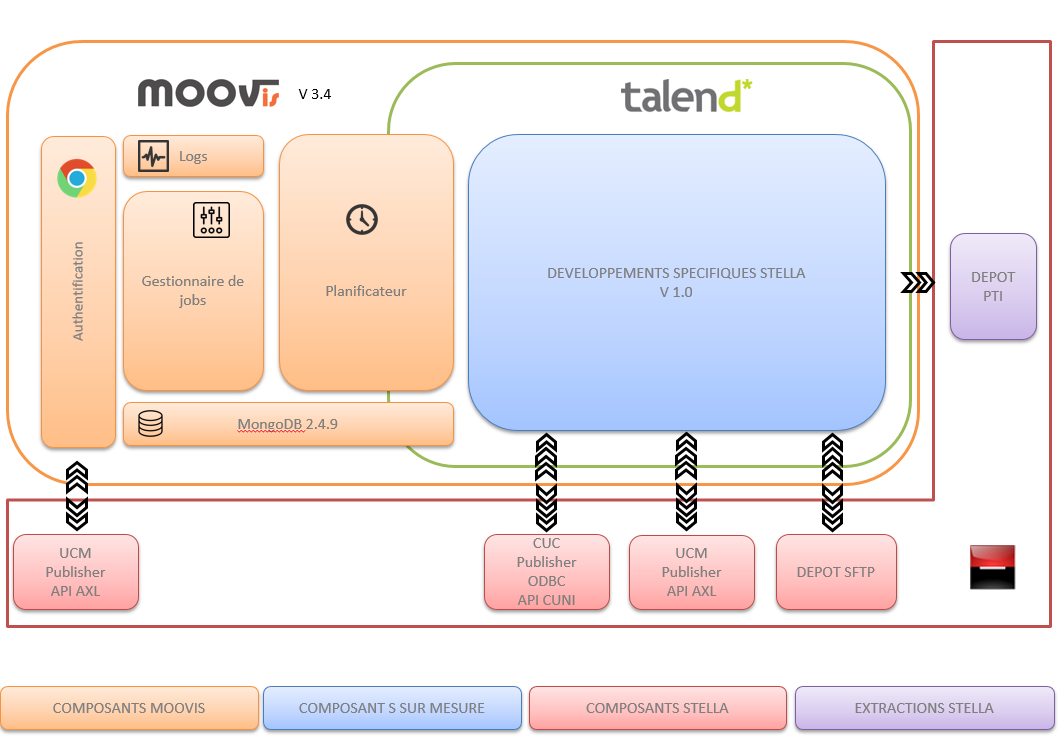 moovis
V 3.4
talend*
Logs
Authentification
Gestionnaire de
jobs
Planificateur
MongoDB 2.4.9
DEVELOPPEMENTS SPECIFIQUES STELLA
V 1.0
DEPOT
PTI
UCM
Publisher
API AXL
CUC
Publisher
ODBC
API CUNI
UCM
Publisher
API AXL
DEPOT SFTP
COMPOSANTS MOOVIS
COMPOSANT S SUR MESURE
COMPOSANTS STELLA
EXTRACTIONS STELLA